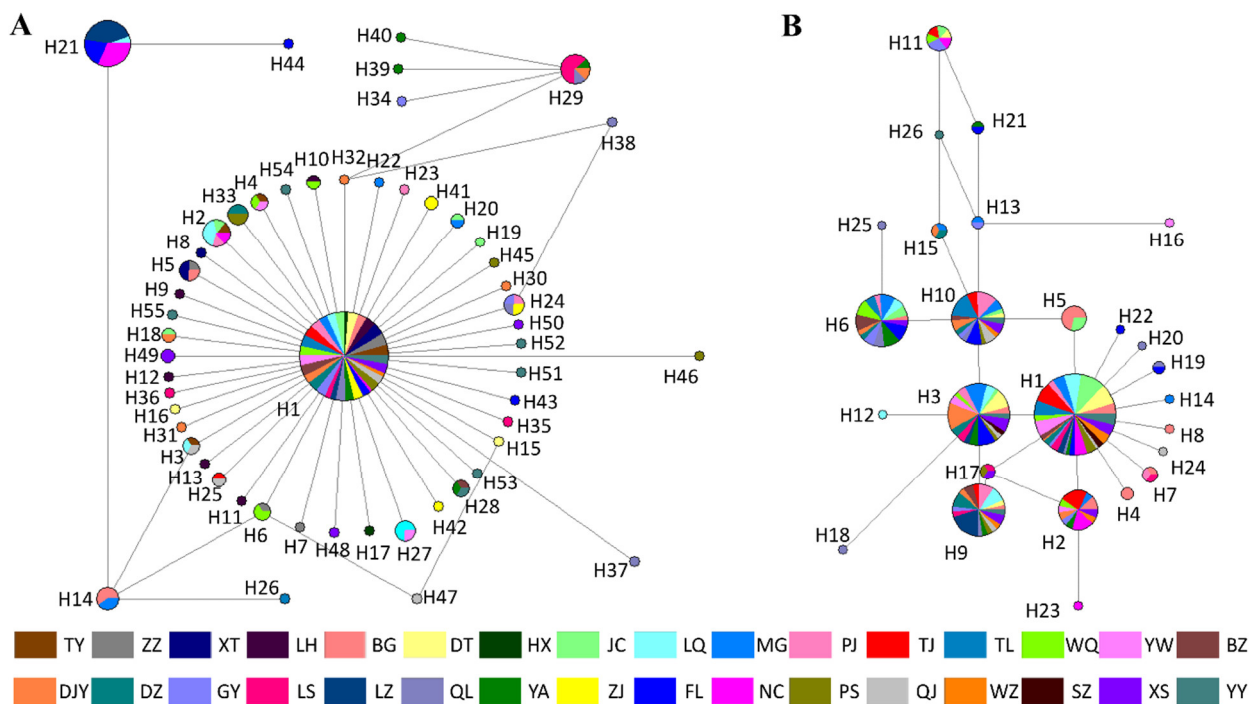 A
B
H21
H44
H40
H39
H34
H29
H38
H32
H22
H23
H41
H20
H19
H45
H30
H24
H50
H52
H51
H46
H43
H35
H15
H53
H28
H42
H37
H47
H27
H17
H48
H7
H6
H11
H25
H13
H3
H31
H16
H36
H12
H49
H18
H55
H9
H5
H8
H2
H33
H4
H54
H10
H1
H14
H26
H11
H26
H21
H25
H15
H13
H16
H6
H10
H5
H22
H20
H19
H1
H14
H8
H24
H7
H4
H3
H12
H17
H18
H9
H2
H23
TY ZZ XT LH BG DT HX JC LQ MG PJ TJ TL WQ YW BZ
DJY DZ GY LS LZ QL YA ZJ FL NC PS QJ WZ SZ XS YY